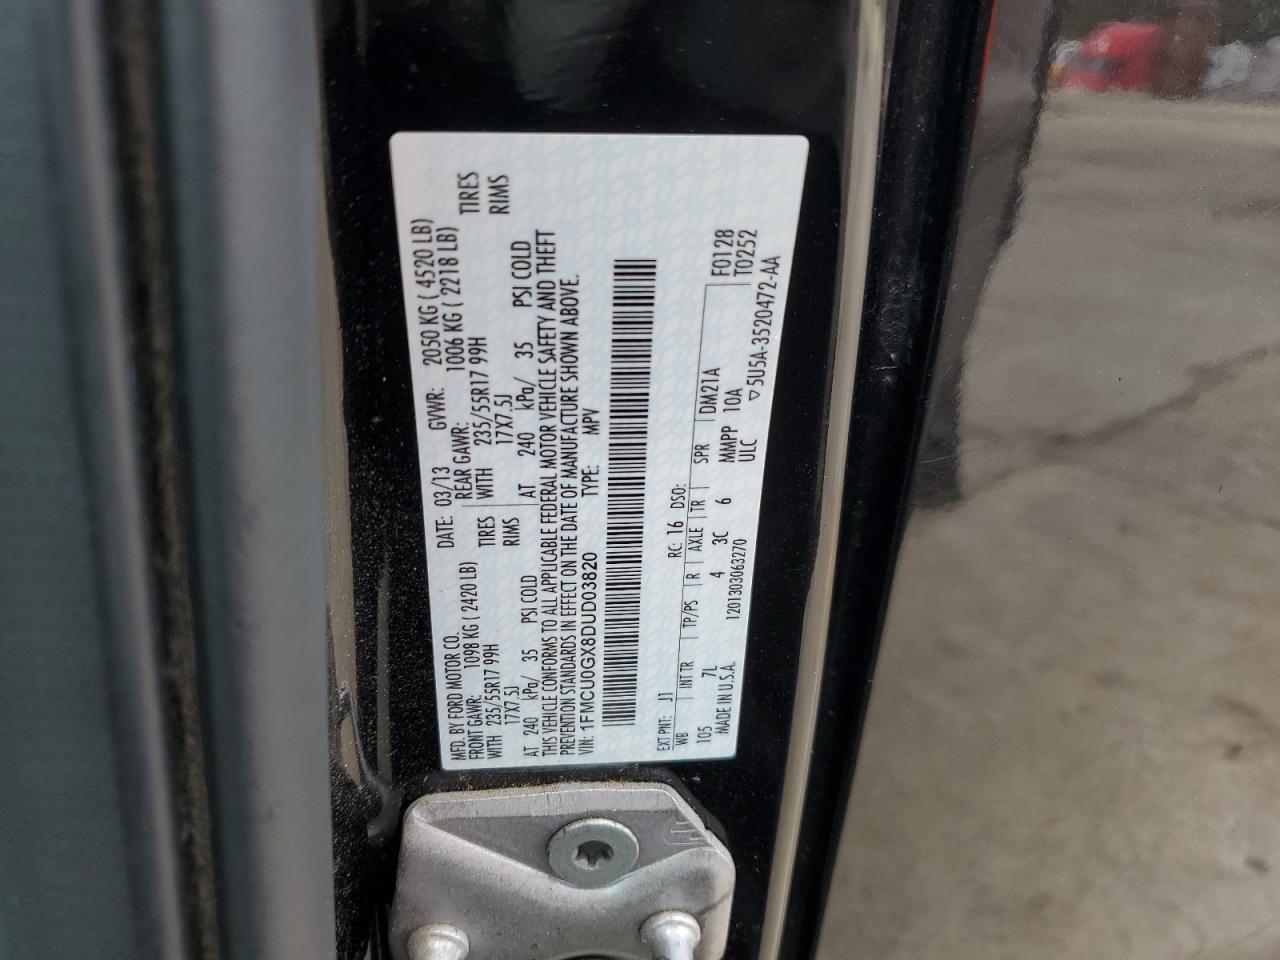 MFD. BY FORD MOTOR CO. DATE: 03/13 GVWR: 2050 KG ( 4520 LB)
FRONT GAWR: 1098 KG ( 2420 LB) REAR GAWR: 1006 KG ( 2218 LB)
WITH 235/55R17 99H TIRES WITH 235/55R17 99H TIRES
17X7.5J RIMS 17X7.5J RIMS
AT 240 kPa/ 35 PSI COLD AT 240 kPa/ 35 PSI COLD
THIS VEHICLE CONFORMS TO ALL APPLICABLE FEDERAL MOTOR VEHICLE SAFETY AND THEFT
PREVENTION STANDARDS IN EFFECT ON THE DATE OF MANUFACTURE SHOWN ABOVE.
VIN: 1FMCU0GX8DUD03820 TYPE: MPV
EXT PNT: J1 RC: 16 DSO:
WB INT TR TP/PS R AXLE TR SPR DM21A F0128
105 7L 4 3C 6 MMPP 10A T0252
MADE IN U.S.A. 1201303063270 ULC ▽5U5A-3520472-AA